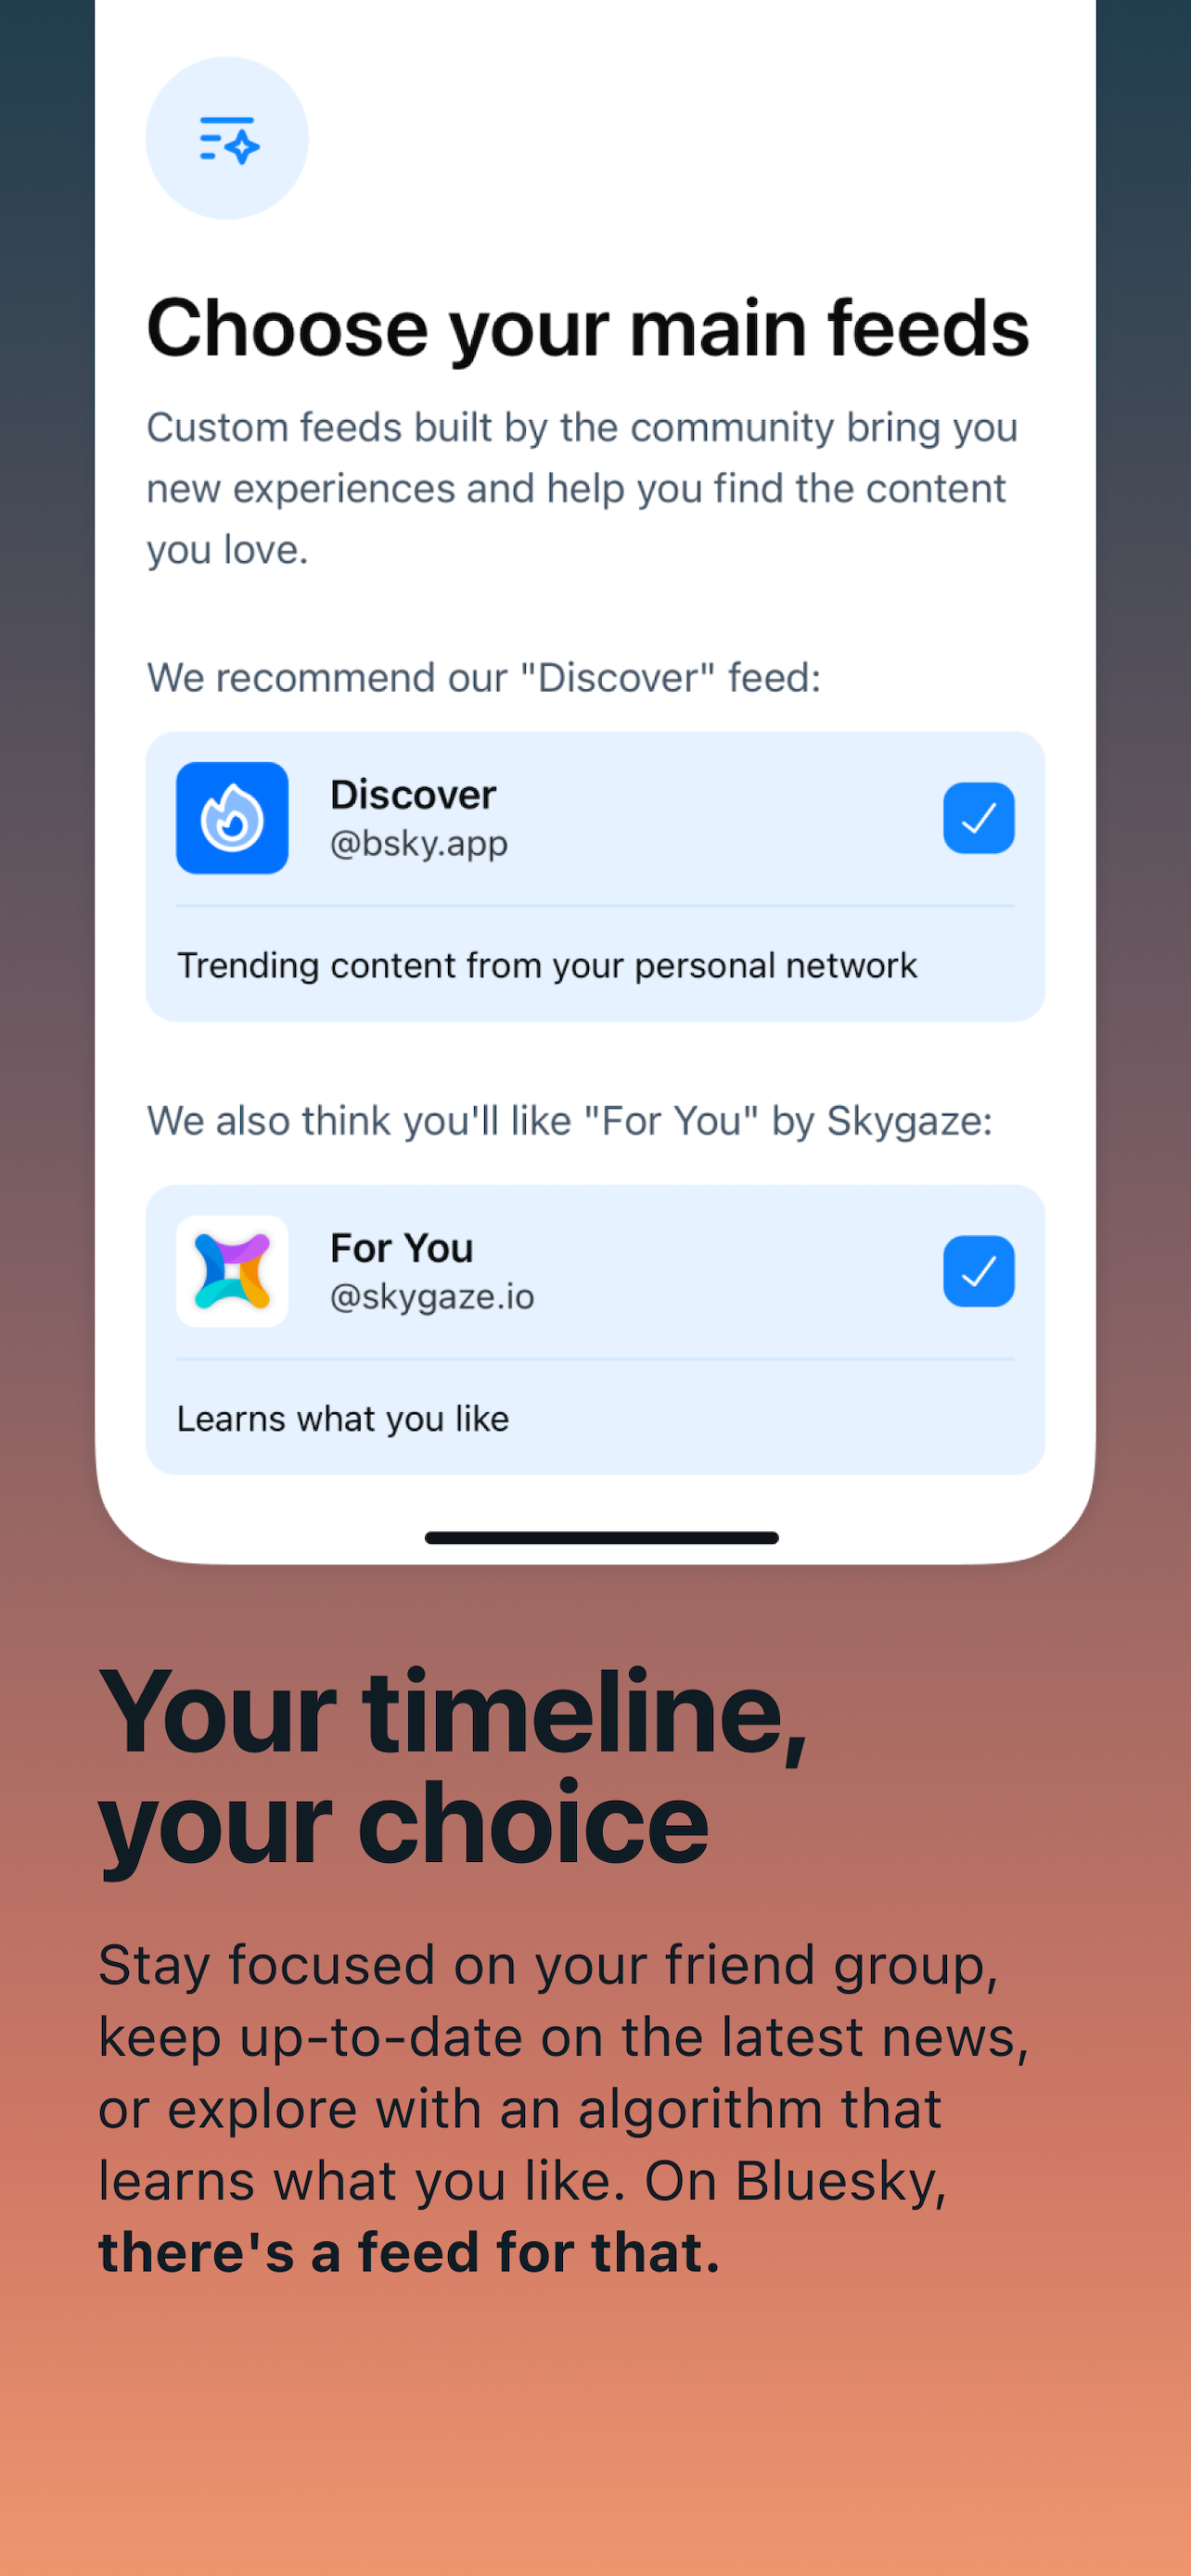 Choose your main feeds
Custom feeds built by the community bring you
new experiences and help you find the content
you love.
We recommend our "Discover" feed:
Discover
@bsky.app
Trending content from your personal network
We also think you'll like "For You" by Skygaze:
For You
@skygaze.io
Learns what you like
Your timeline,
your choice
Stay focused on your friend group,
keep up-to-date on the latest news,
or explore with an algorithm that
learns what you like. On Bluesky,
there's a feed for that.